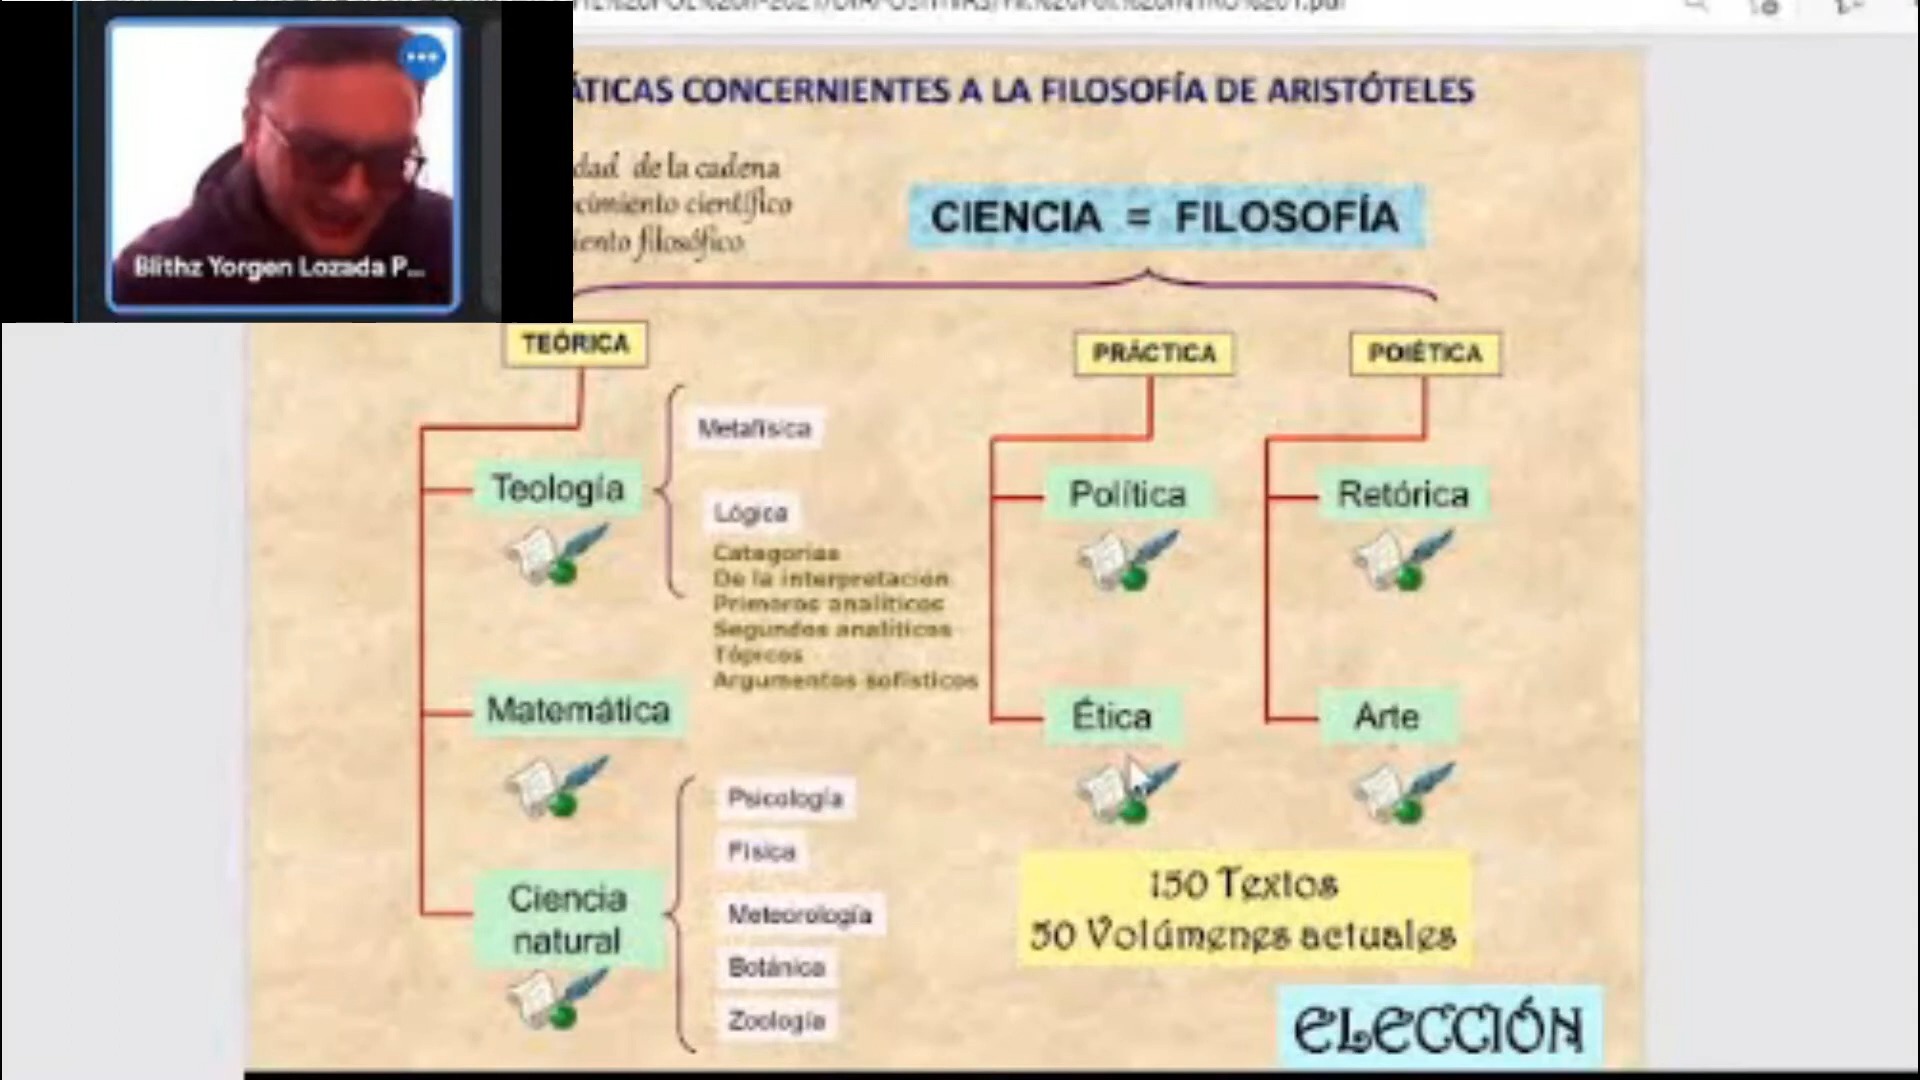 Blithz Yorgen Lozada P...
ÁTICAS CONCERNIENTES A LA FILOSOFÍA DE ARISTÓTELES
dad de la cadena
cimiento científico
iento filosófico
CIENCIA = FILOSOFÍA
TEÓRICA
PRÁCTICA
POIÉTICA
Metafísica
Teología
Lógica
Categorías
De la interpretación
Primeros analíticos
Segundos analíticos
Tópicos
Argumentos sofísticos
Política
Retórica
Matemática
Ética
Arte
Ciencia
natural
Psicología
Física
Meteorología
Botánica
Zoología
150 Textos
50 Volúmenes actuales
ELECCIÓN